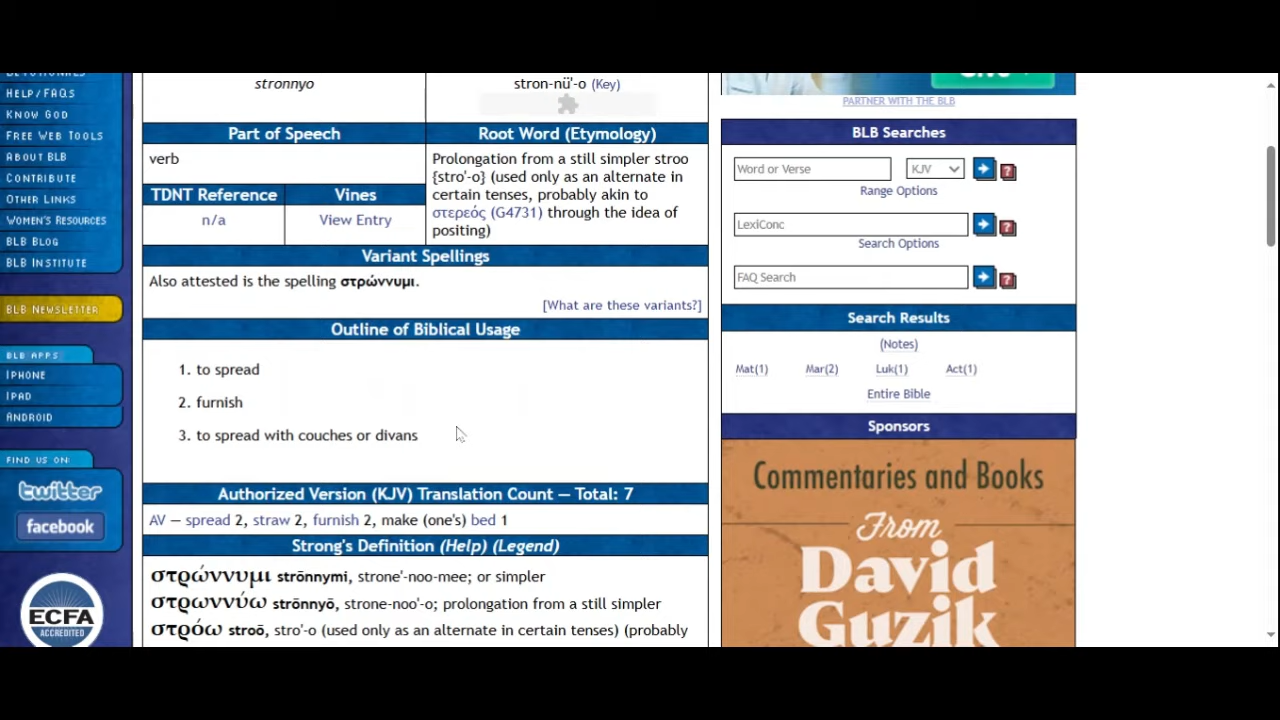 DEVOTIONALS
HELP/FAQS
KNOW GOD
FREE WEB TOOLS
ABOUT BLB
CONTRIBUTE
OTHER LINKS
WOMEN'S RESOURCES
BLB BLOG
BLB INSTITUTE
BLB NEWSLETTER
BLB APPS
IPHONE
IPAD
ANDROID
FIND US ON:
twitter
facebook
ECFA
ACCREDITED
stronnyo
stron-nü'-o (Key)
Part of Speech
Root Word (Etymology)
verb
Prolongation from a still simpler stroo
{stro'-o} (used only as an alternate in
certain tenses, probably akin to
στερεός (G4731) through the idea of
positing)
TDNT Reference
Vines
n/a
View Entry
Variant Spellings
Also attested is the spelling στρώννυμι.
[What are these variants?]
Outline of Biblical Usage
1. to spread
2. furnish
3. to spread with couches or divans
Authorized Version (KJV) Translation Count — Total: 7
AV — spread 2, straw 2, furnish 2, make (one's) bed 1
Strong's Definition (Help) (Legend)
στρώννυμι strōnnymi, strone'-noo-mee; or simpler
στρωννύω strōnnyō, strone-noo'-o; prolongation from a still simpler
στρόω stroō, stro'-o (used only as an alternate in certain tenses) (probably
PARTNER WITH THE BLB
BLB Searches
Word or Verse
KJV
Range Options
LexiConc
Search Options
FAQ Search
Search Results
(Notes)
Mat(1) Mar(2) Luk(1) Act(1)
Entire Bible
Sponsors
Commentaries and Books
From
David
Guzik